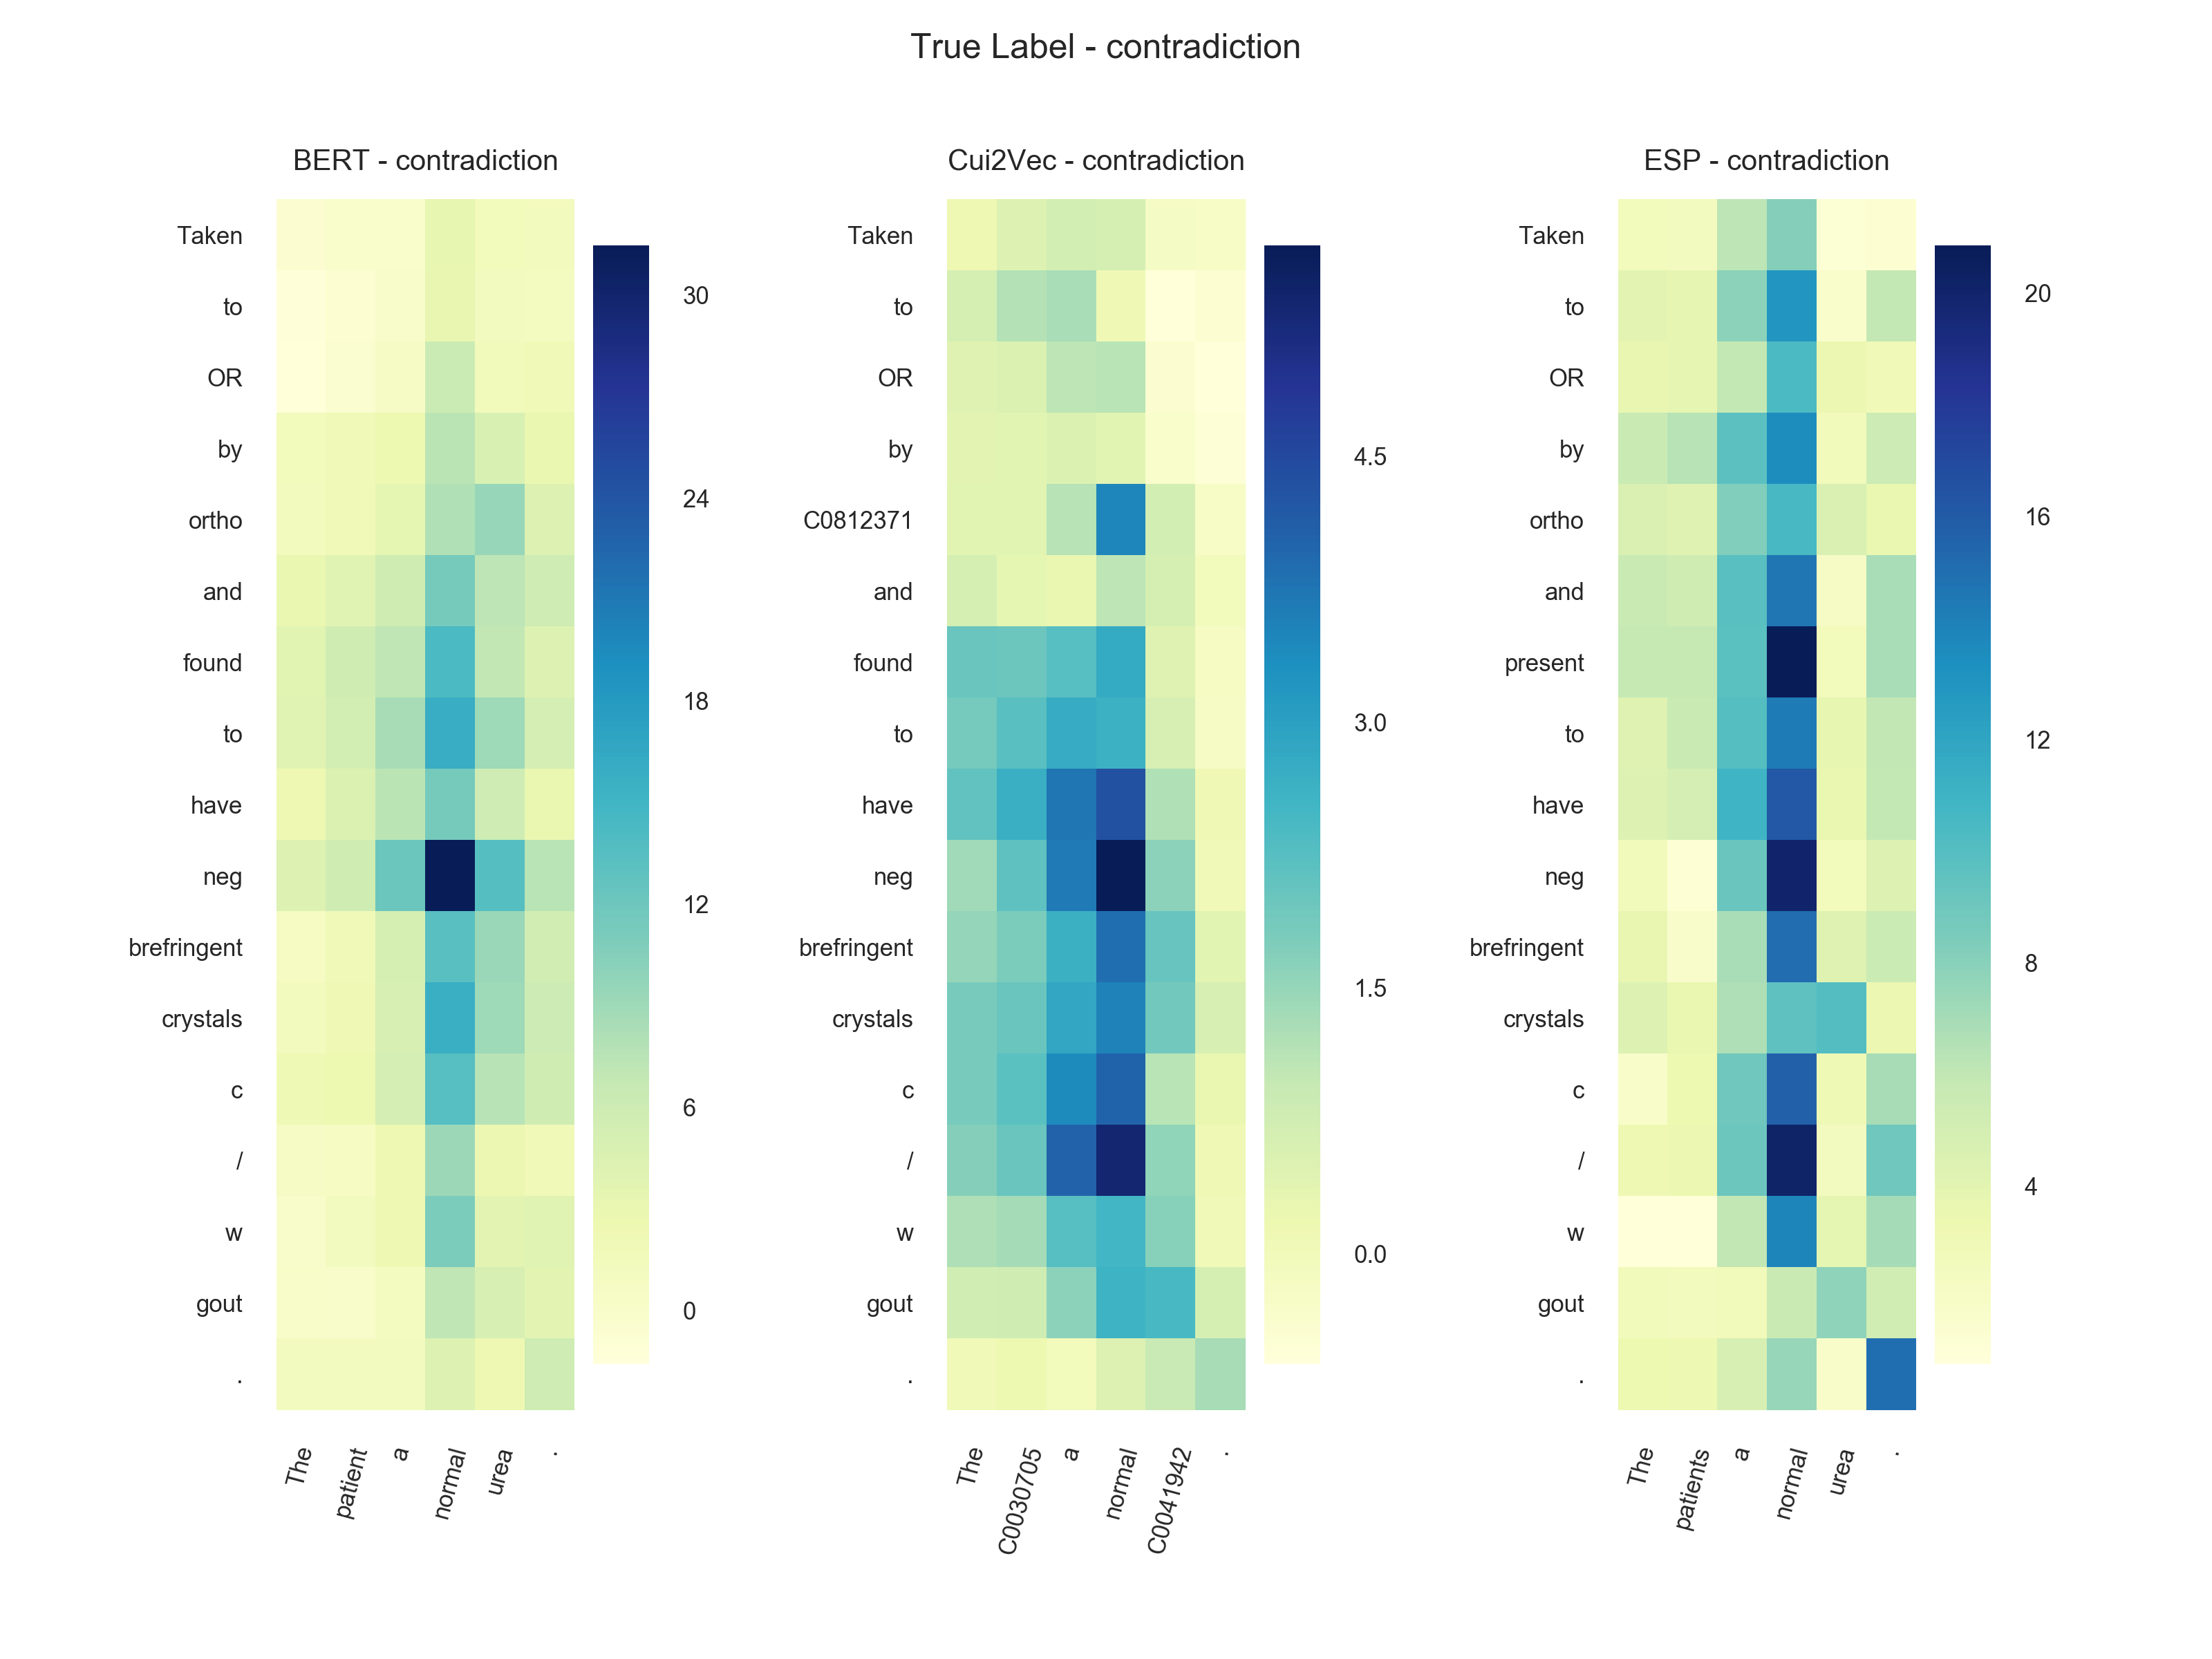 True Label - contradiction
BERT - contradiction
Taken
to
OR
by
ortho
and
found
to
have
neg
brefringent
crystals
c
/
w
gout
.
The
patient
a
normal
urea
.
30
24
18
12
6
0
Cui2Vec - contradiction
Taken
to
OR
by
C0812371
and
found
to
have
neg
brefringent
crystals
c
/
w
gout
.
The
C0030705
a
normal
C0041942
.
4.5
3.0
1.5
0.0
ESP - contradiction
Taken
to
OR
by
ortho
and
present
to
have
neg
brefringent
crystals
c
/
w
gout
.
The
patients
a
normal
urea
.
20
16
12
8
4